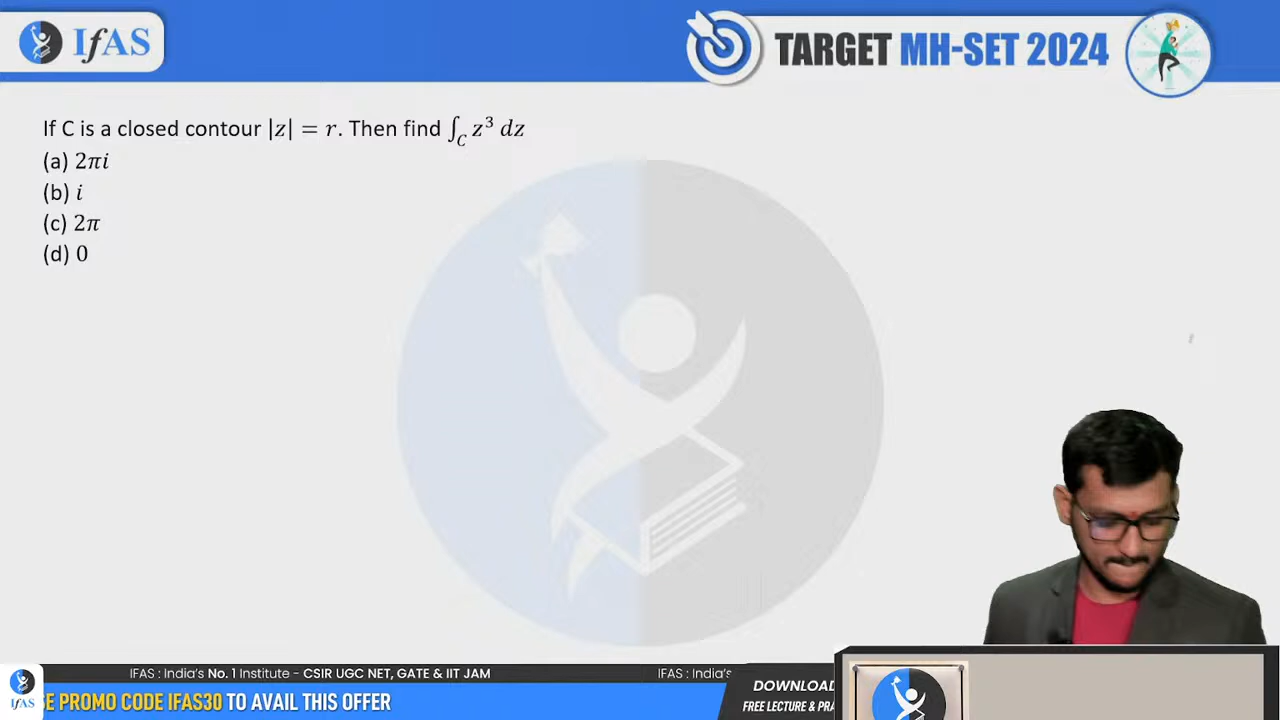 IfAS
TARGET MH-SET 2024
If C is a closed contour |z| = r. Then find ∫_C z³ dz
(a) 2πi
(b) i
(c) 2π
(d) 0
IFAS : India's No. 1 Institute - CSIR UGC NET, GATE & IIT JAM
IFAS : India's
IfAS
PROMO CODE IFAS30 TO AVAIL THIS OFFER
DOWNLOAD
FREE LECTURE &